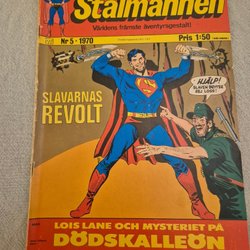 Stålmannen
Världens främste äventyrsgestalt!
Nr 5 · 1970
Pris 1:50
SLAVARNAS
REVOLT
HJÄLP!
SLAVEN BRYTER
SEJ LOSS!
LOIS LANE OCH MYSTERIET PÅ
DÖDSKALLEÖN